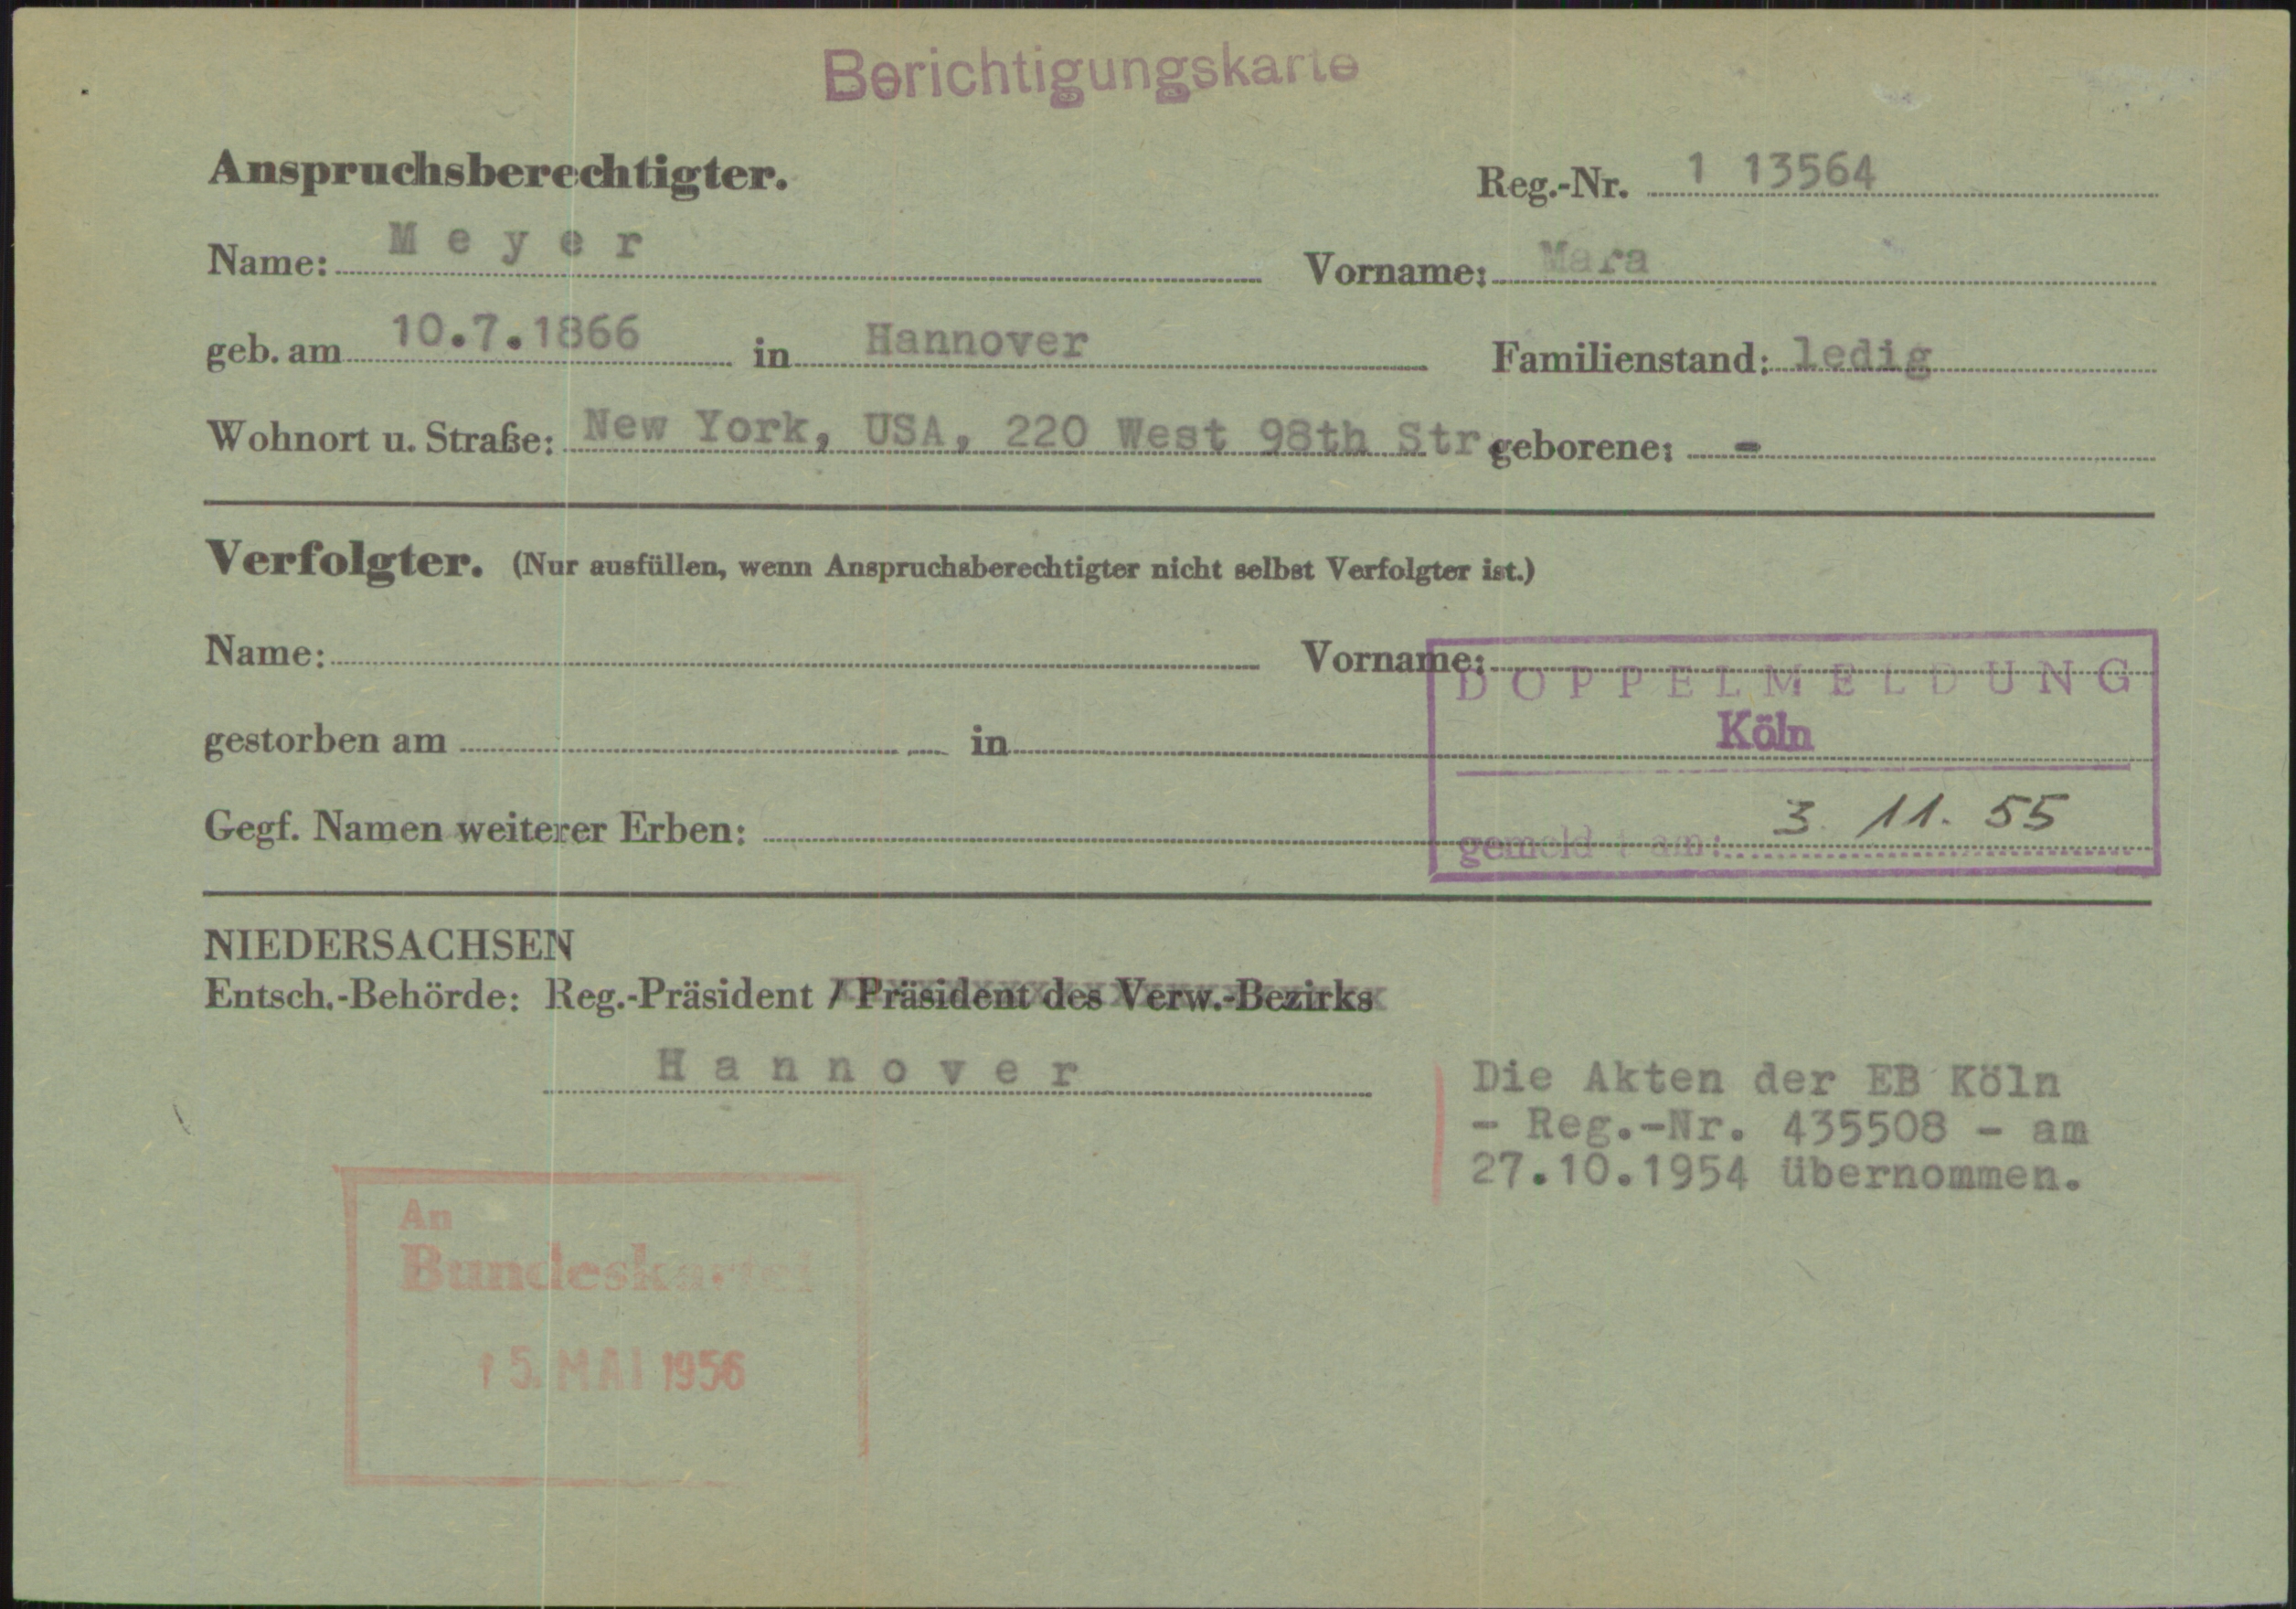 Berichtigungskarte
Anspruchsberechtigter.
Reg.-Nr. 1 13564
Name: Meyer Vorname: Mara
geb. am 10.7.1866 in Hannover Familienstand: ledig
Wohnort u. Straße: New York, USA, 220 West 98th Str geborene: -
Verfolgter. (Nur ausfüllen, wenn Anspruchsberechtigter nicht selbst Verfolgter ist.)
Name: Vorname:
DOPPELMELDUNG
Köln
gestorben am in
Gegf. Namen weiterer Erben:
gemeldet am: 3. 11. 55
NIEDERSACHSEN
Entsch.-Behörde: Reg.-Präsident / Präsident des Verw.-Bezirks
Hannover
Die Akten der EB Köln
- Reg.-Nr. 435508 - am
27.10.1954 übernommen.
An
Bundeskartei
15. MAI 1956